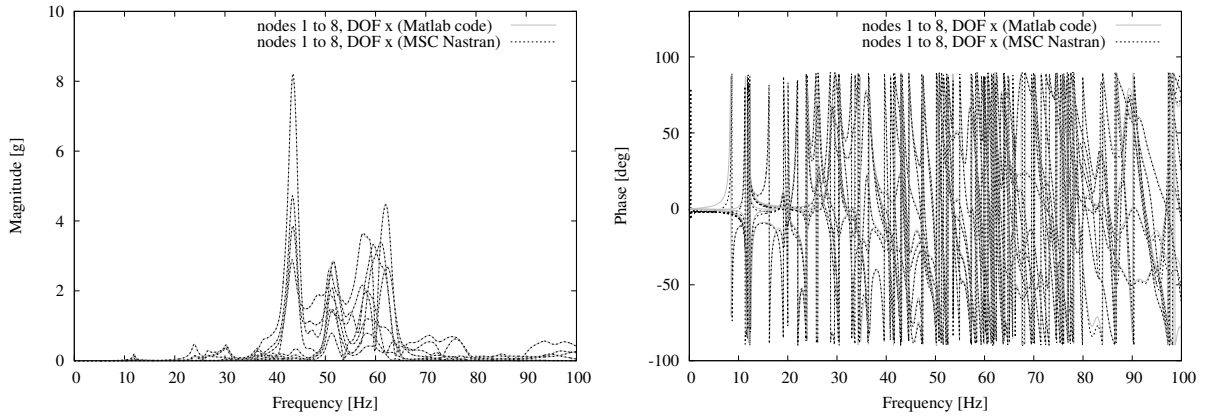 nodes 1 to 8, DOF x (Matlab code)
nodes 1 to 8, DOF x (MSC Nastran)
10
8
6
4
2
0
Magnitude [g]
0 10 20 30 40 50 60 70 80 90 100
Frequency [Hz]
nodes 1 to 8, DOF x (Matlab code)
nodes 1 to 8, DOF x (MSC Nastran)
100
50
0
-50
-100
Phase [deg]
0 10 20 30 40 50 60 70 80 90 100
Frequency [Hz]